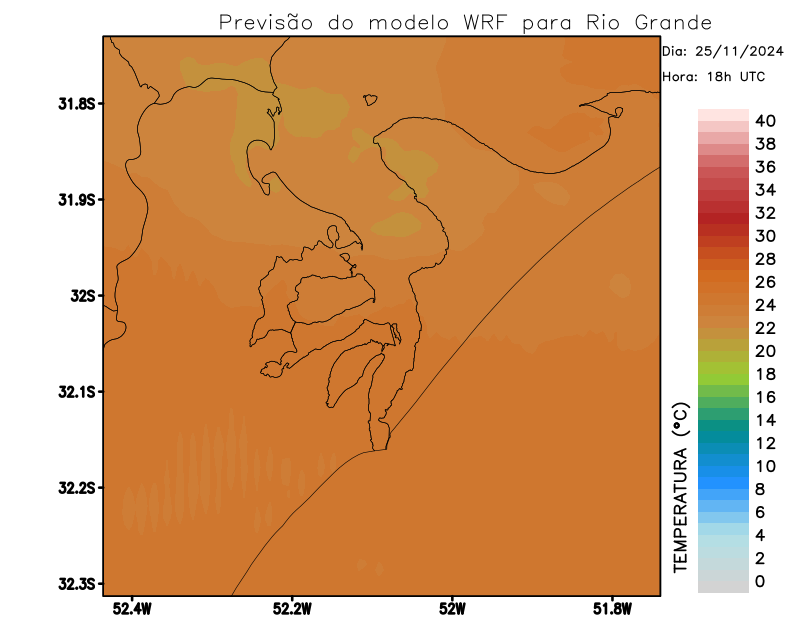 Previsão do modelo WRF para Rio Grande
Dia: 25/11/2024
Hora: 18h UTC
31.8S
31.9S
32S
32.1S
32.2S
32.3S
52.4W
52.2W
52W
51.8W
TEMPERATURA (°C)
40
38
36
34
32
30
28
26
24
22
20
18
16
14
12
10
8
6
4
2
0